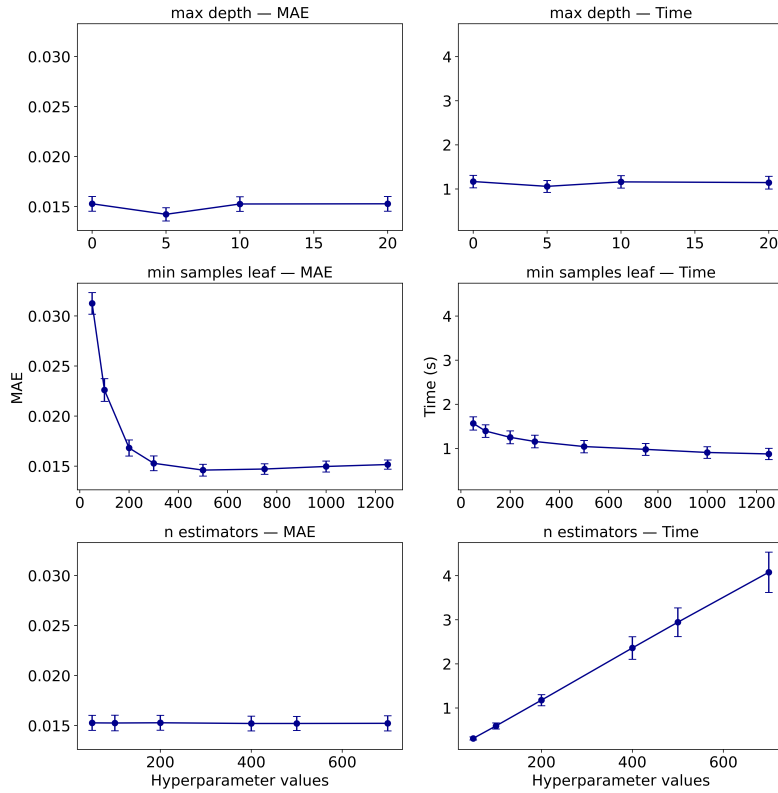 max depth — MAE
max depth — Time
0.030
0.025
0.020
0.015
0 5 10 15 20
4
3
2
1
0 5 10 15 20
min samples leaf — MAE
min samples leaf — Time
MAE
0.030
0.025
0.020
0.015
0 200 400 600 800 1000 1200
Time (s)
4
3
2
1
0 200 400 600 800 1000 1200
n estimators — MAE
n estimators — Time
0.030
0.025
0.020
0.015
200 400 600
Hyperparameter values
4
3
2
1
200 400 600
Hyperparameter values